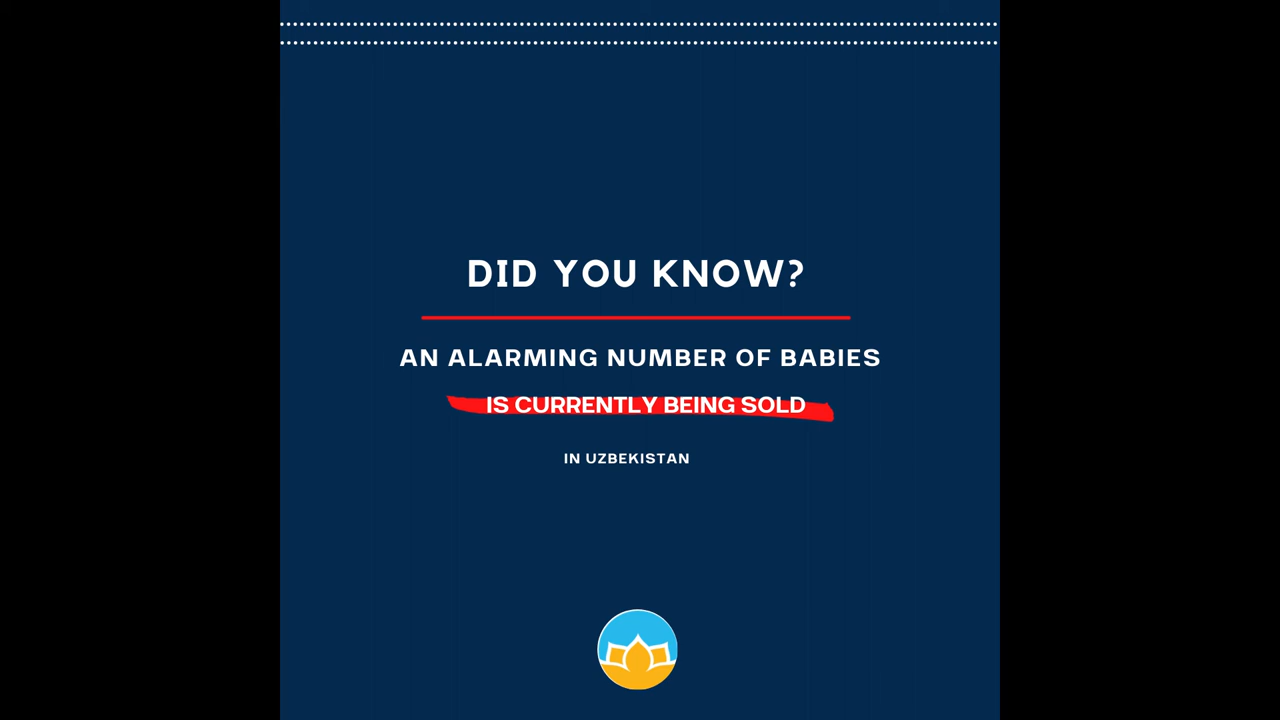 DID YOU KNOW?
AN ALARMING NUMBER OF BABIES
IS CURRENTLY BEING SOLD
IN UZBEKISTAN